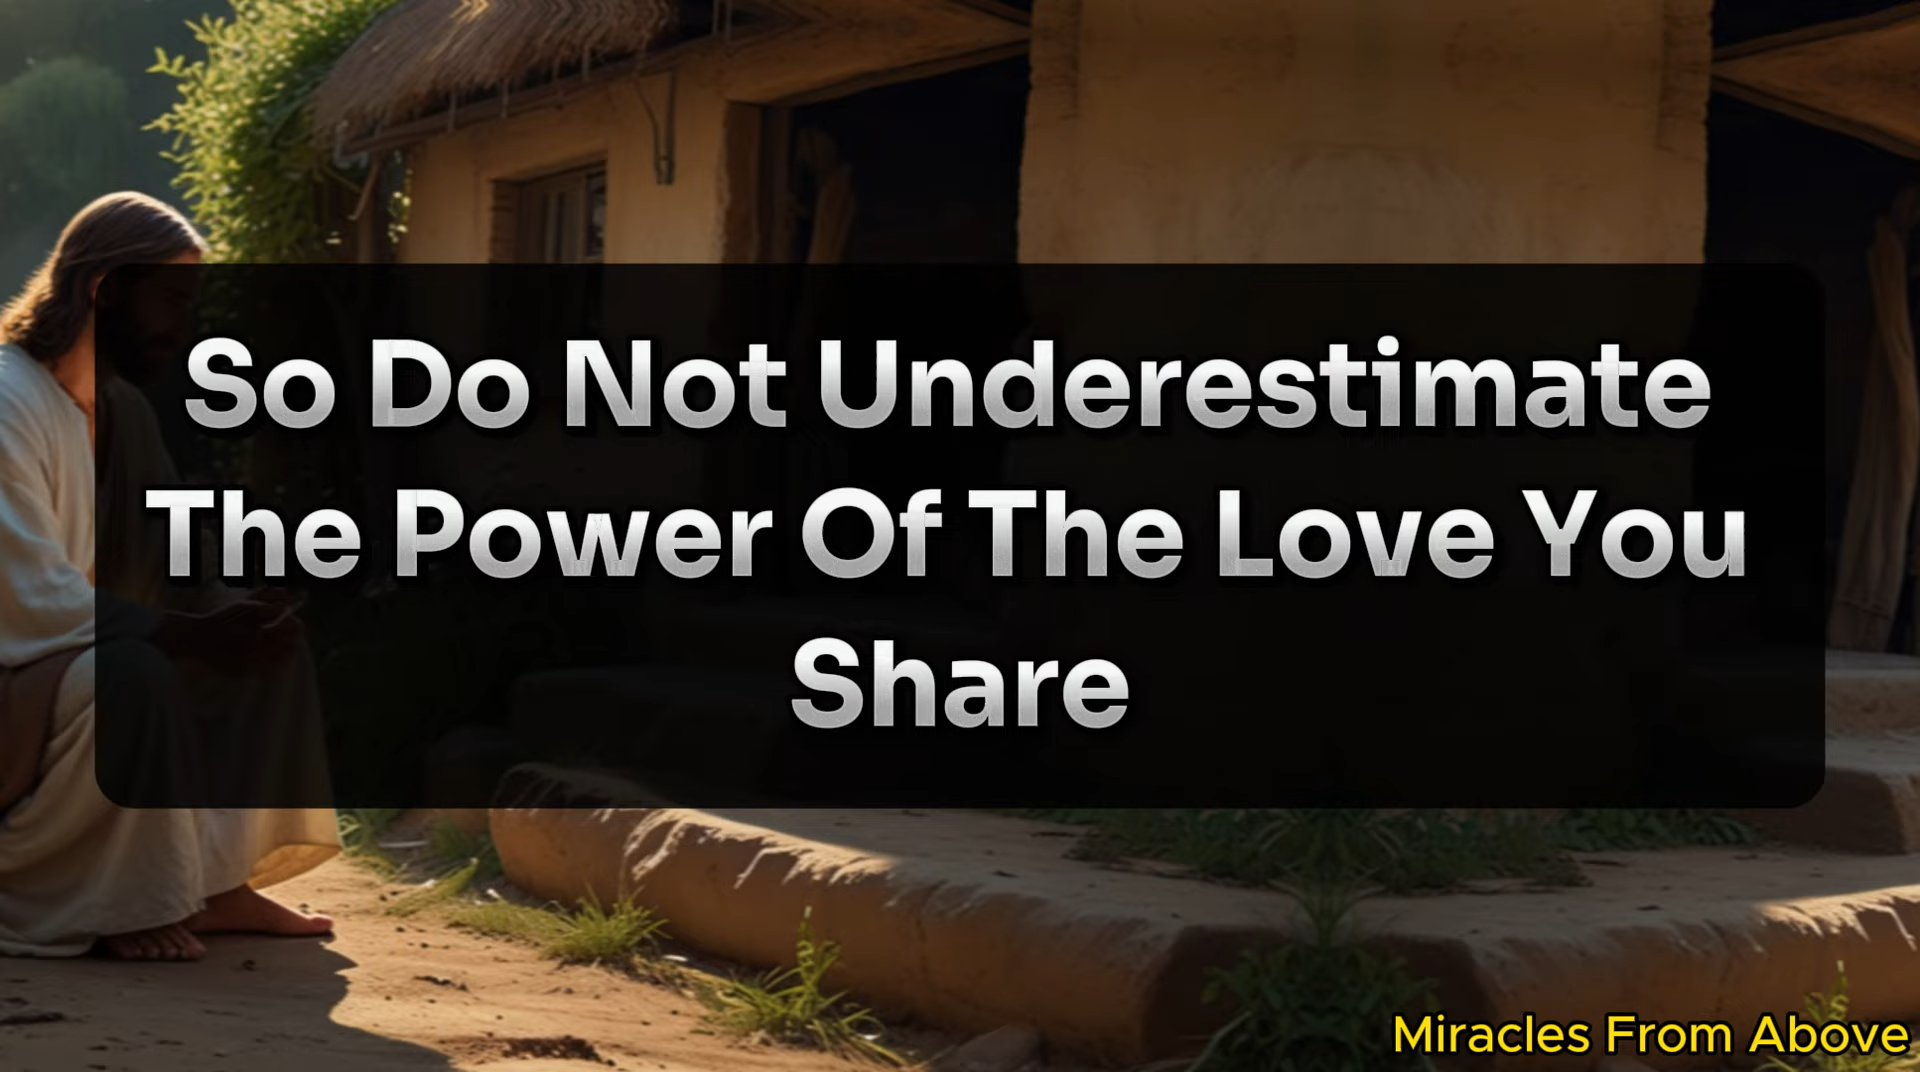 So Do Not Underestimate
The Power Of The Love You
Share
Miracles From Above